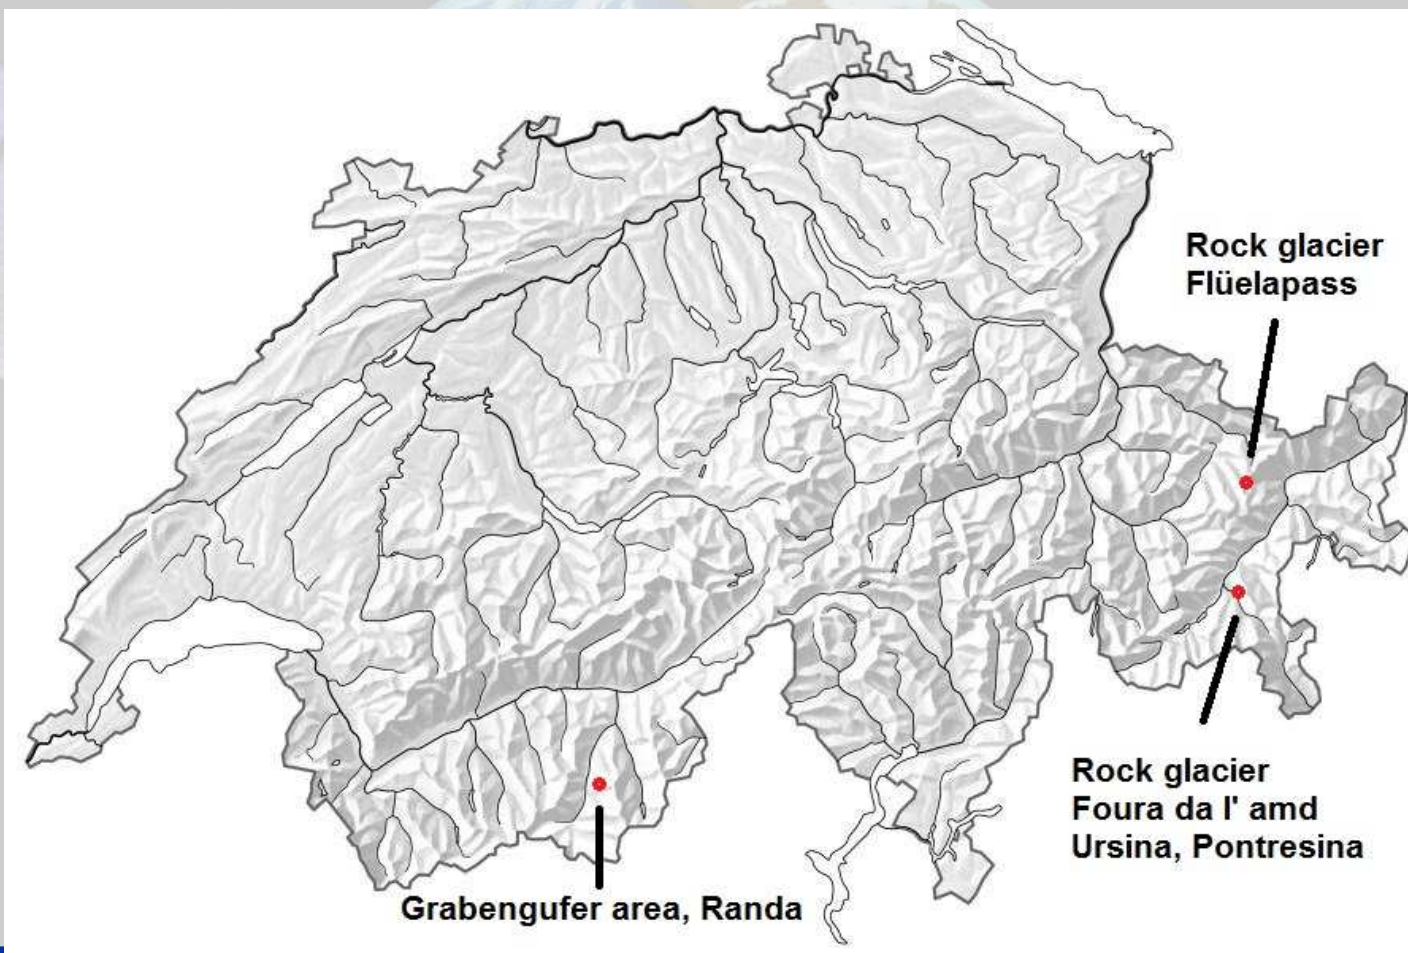 Rock glacier
Flüelapass
Rock glacier
Foura da l' amd
Ursina, Pontresina
Grabengufer area, Randa